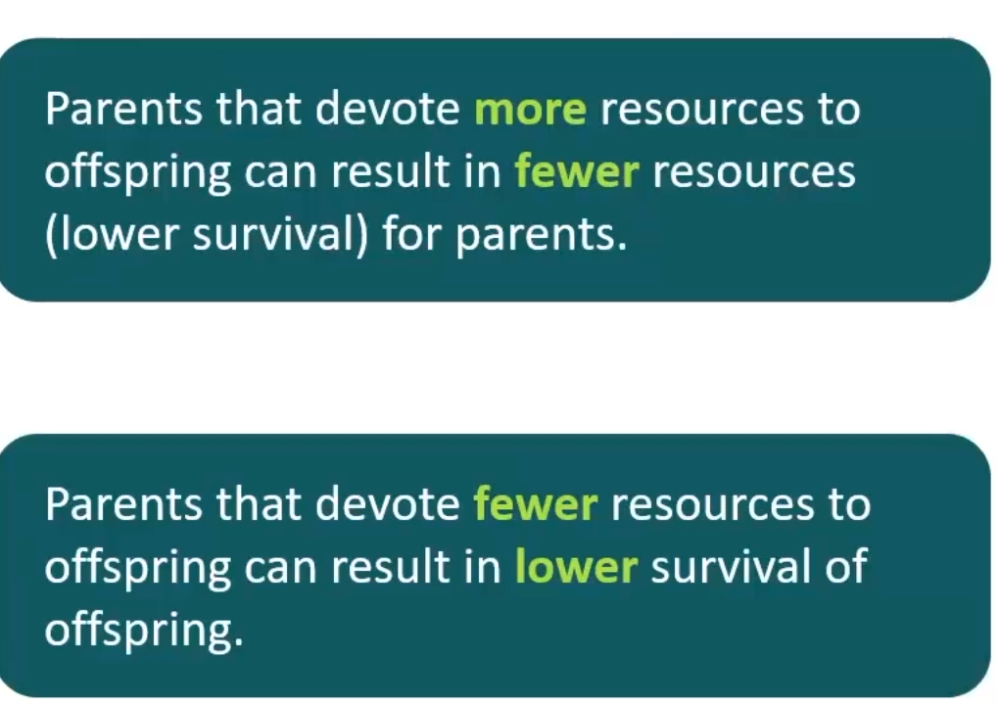 Parents that devote more resources to
offspring can result in fewer resources
(lower survival) for parents.
Parents that devote fewer resources to
offspring can result in lower survival of
offspring.